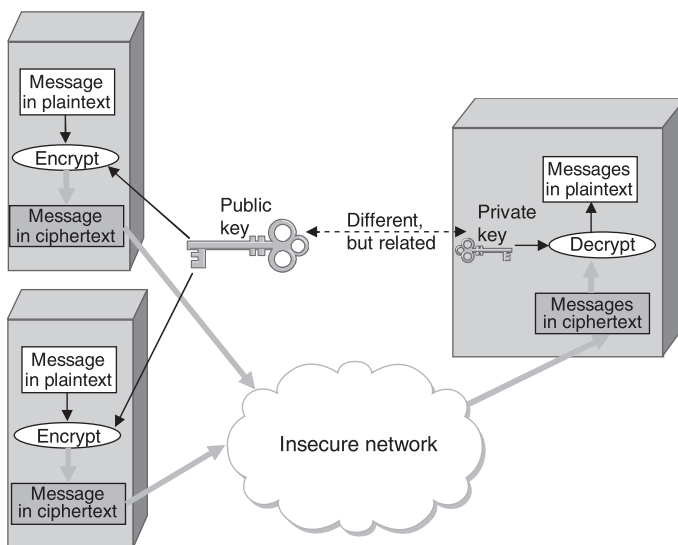 Message
in plaintext
Encrypt
Message
in ciphertext
Public
key
Different,
but related
Private
key
Messages
in plaintext
Decrypt
Messages
in ciphertext
Message
in plaintext
Encrypt
Message
in ciphertext
Insecure network